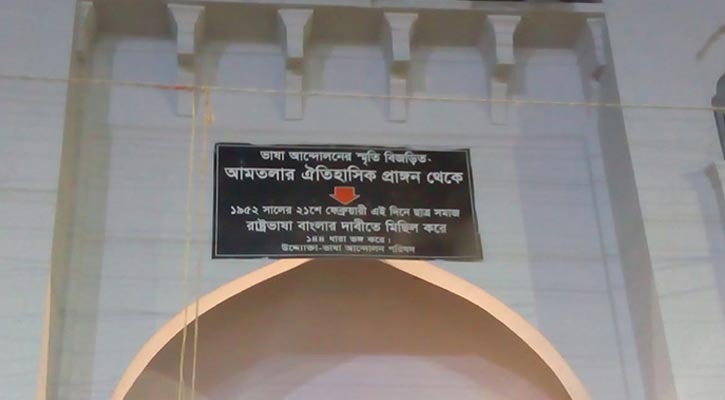 ভাষা আন্দোলনের স্মৃতি বিজড়িত-
আমতলার ঐতিহাসিক প্রাঙ্গন থেকে
১৯৫২ সালের ২১শে ফেব্রুয়ারী এই দিনে ছাত্র সমাজ
রাষ্ট্রভাষা বাংলার দাবীতে মিছিল করে
১৪৪ ধারা ভঙ্গ করে।
উদ্যোক্তা-ভাষা আন্দোলন পরিষদ